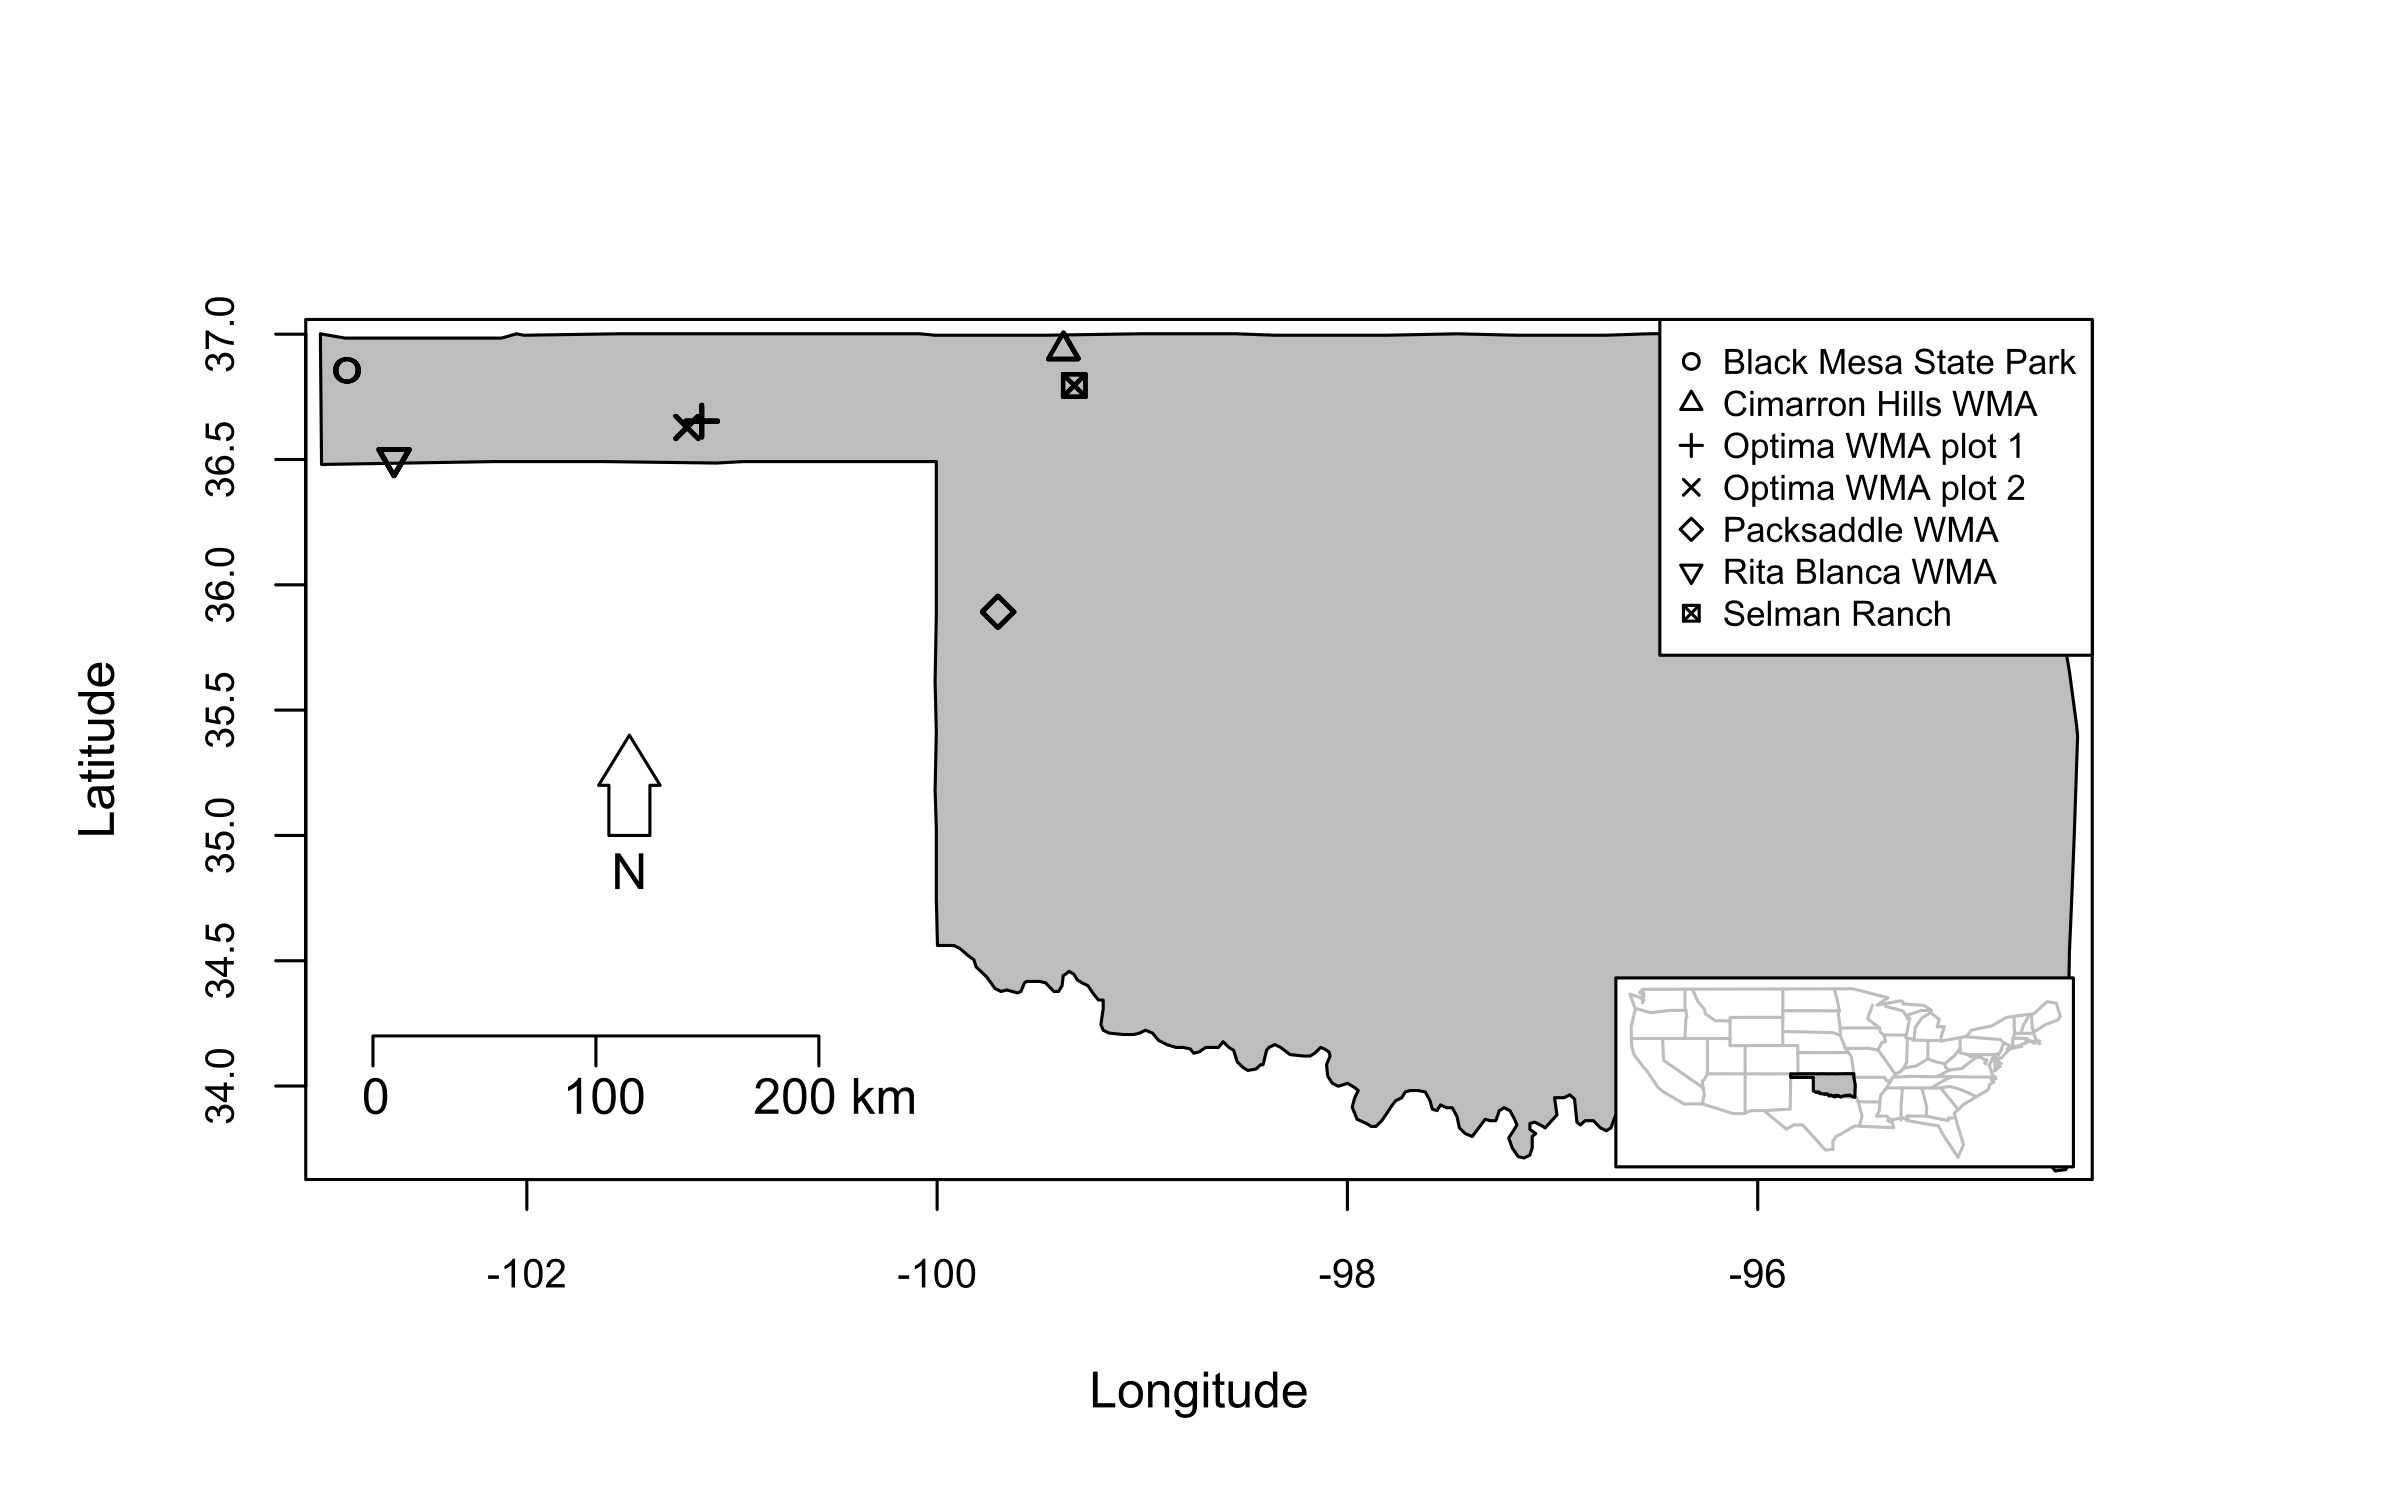 37.0
36.5
36.0
35.5
35.0
34.5
34.0
Latitude
Black Mesa State Park
Cimarron Hills WMA
Optima WMA plot 1
Optima WMA plot 2
Packsaddle WMA
Rita Blanca WMA
Selman Ranch
N
0 100 200 km
-102 -100 -98 -96
Longitude